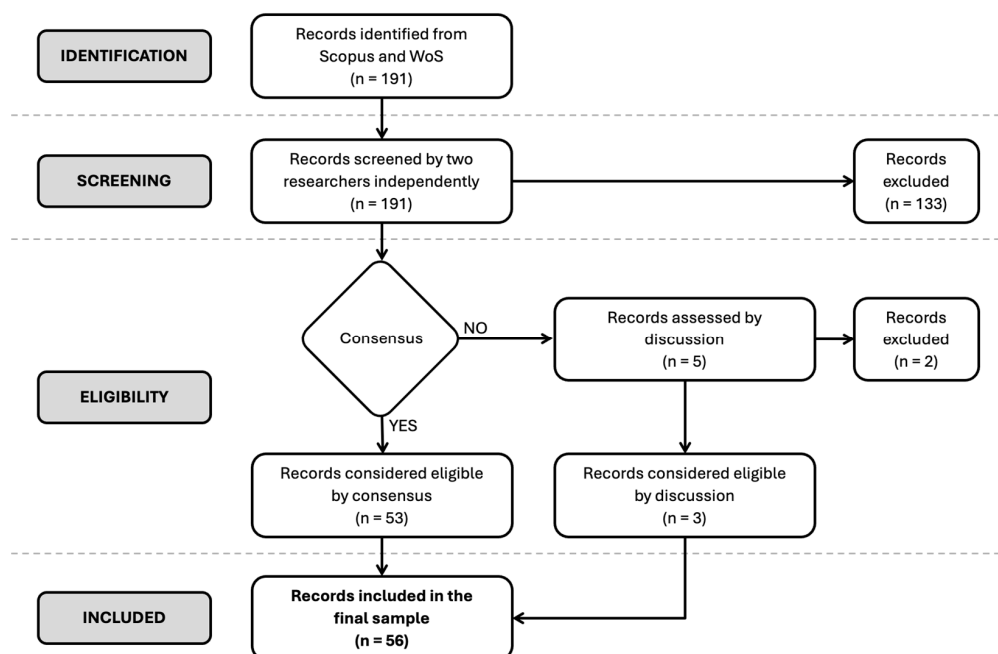 IDENTIFICATION
Records identified from
Scopus and WoS
(n = 191)
SCREENING
Records screened by two
researchers independently
(n = 191)
Records
excluded
(n = 133)
ELIGIBILITY
Consensus
NO
Records assessed by
discussion
(n = 5)
Records
excluded
(n = 2)
YES
Records considered eligible
by consensus
(n = 53)
Records considered eligible
by discussion
(n = 3)
INCLUDED
Records included in the
final sample
(n = 56)